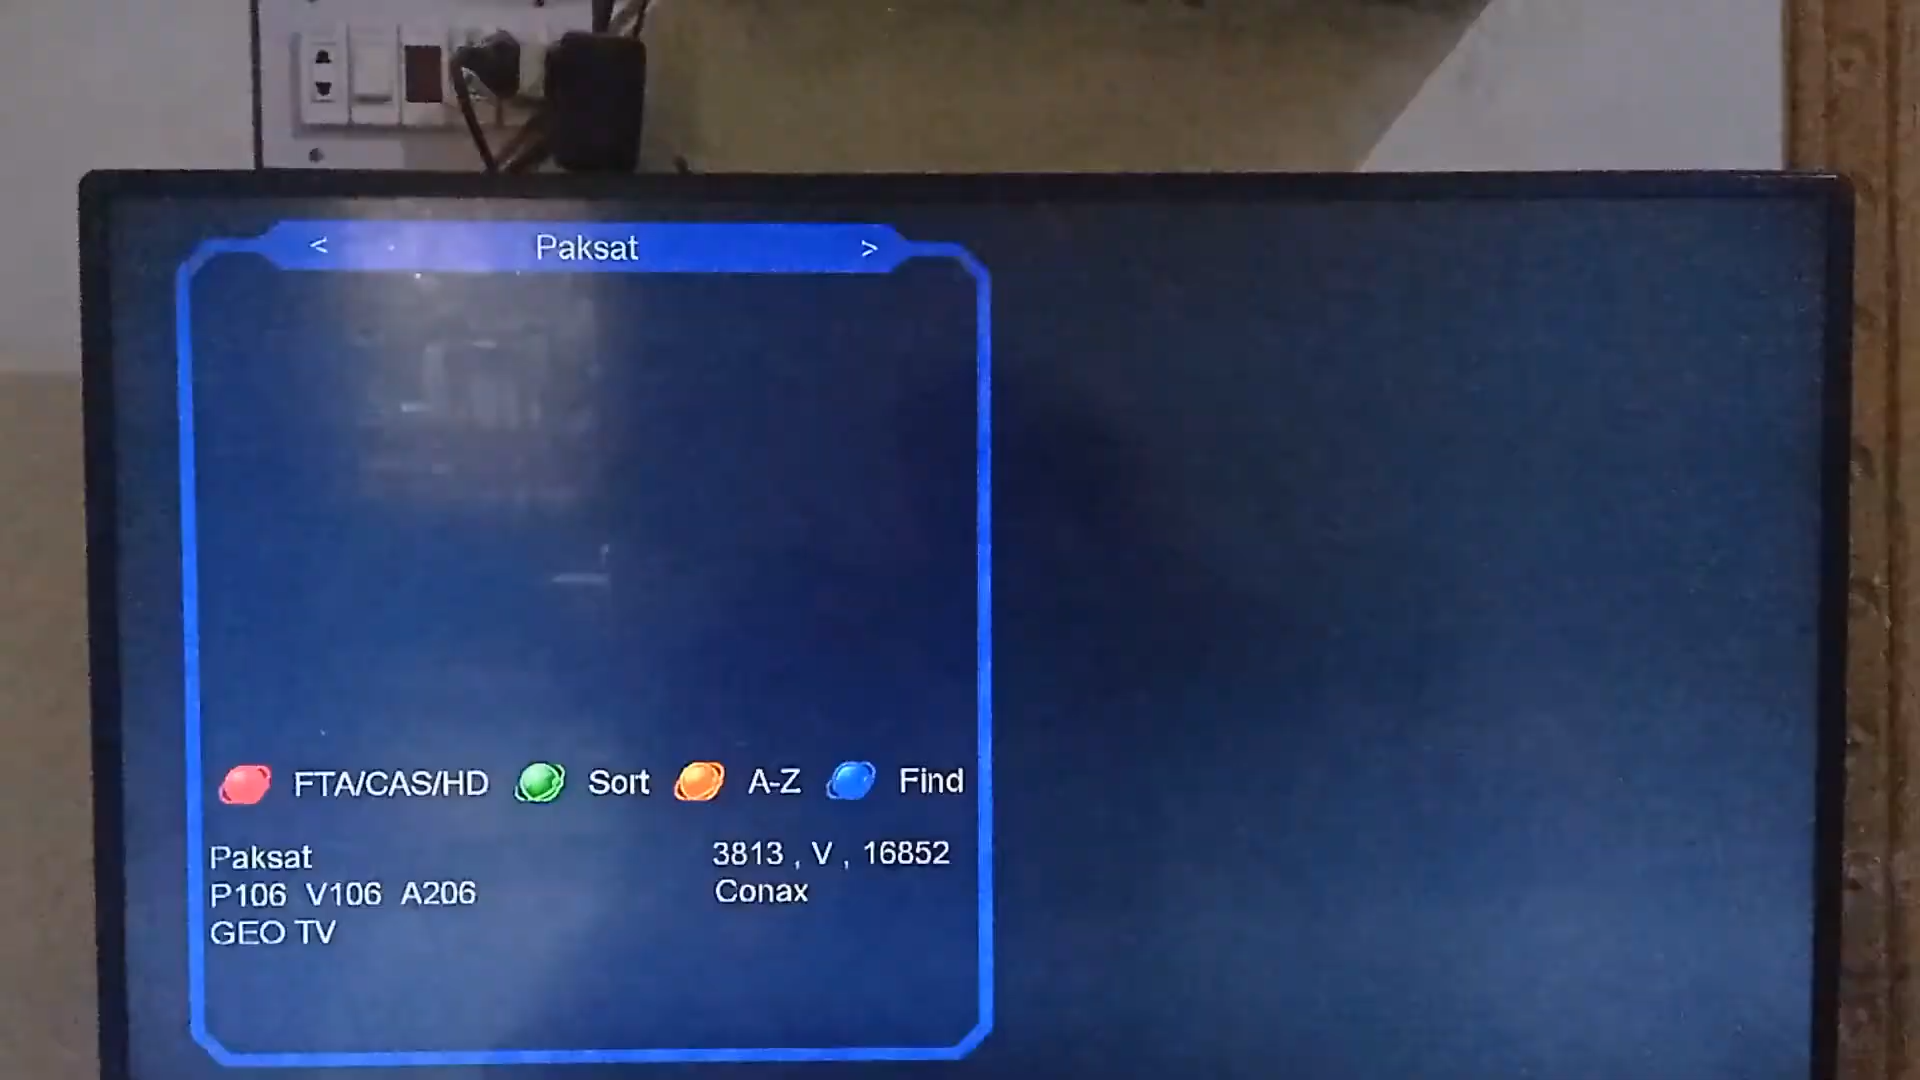 < Paksat >
FTA/CAS/HD Sort A-Z Find
Paksat 3813 , V , 16852
P106 V106 A206 Conax
GEO TV